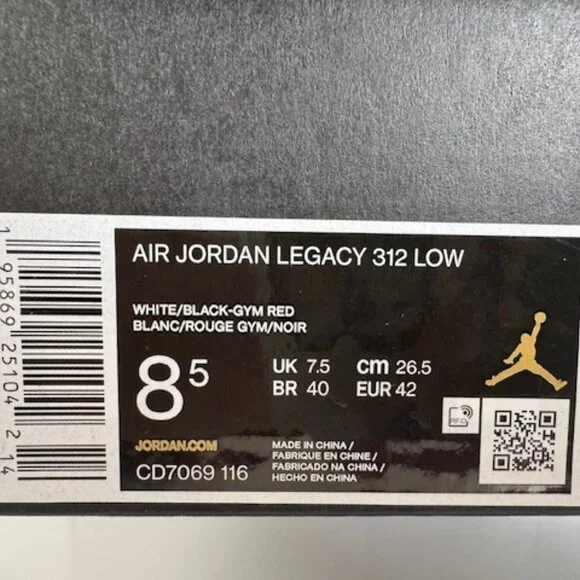 AIR JORDAN LEGACY 312 LOW
WHITE/BLACK-GYM RED
BLANC/ROUGE GYM/NOIR
8 5
UK 7.5 cm 26.5
BR 40 EUR 42
JORDAN.COM
CD7069 116
MADE IN CHINA /
FABRIQUE EN CHINE /
FABRICADO NA CHINA /
HECHO EN CHINA
RFID
1 95869 25104 2 14